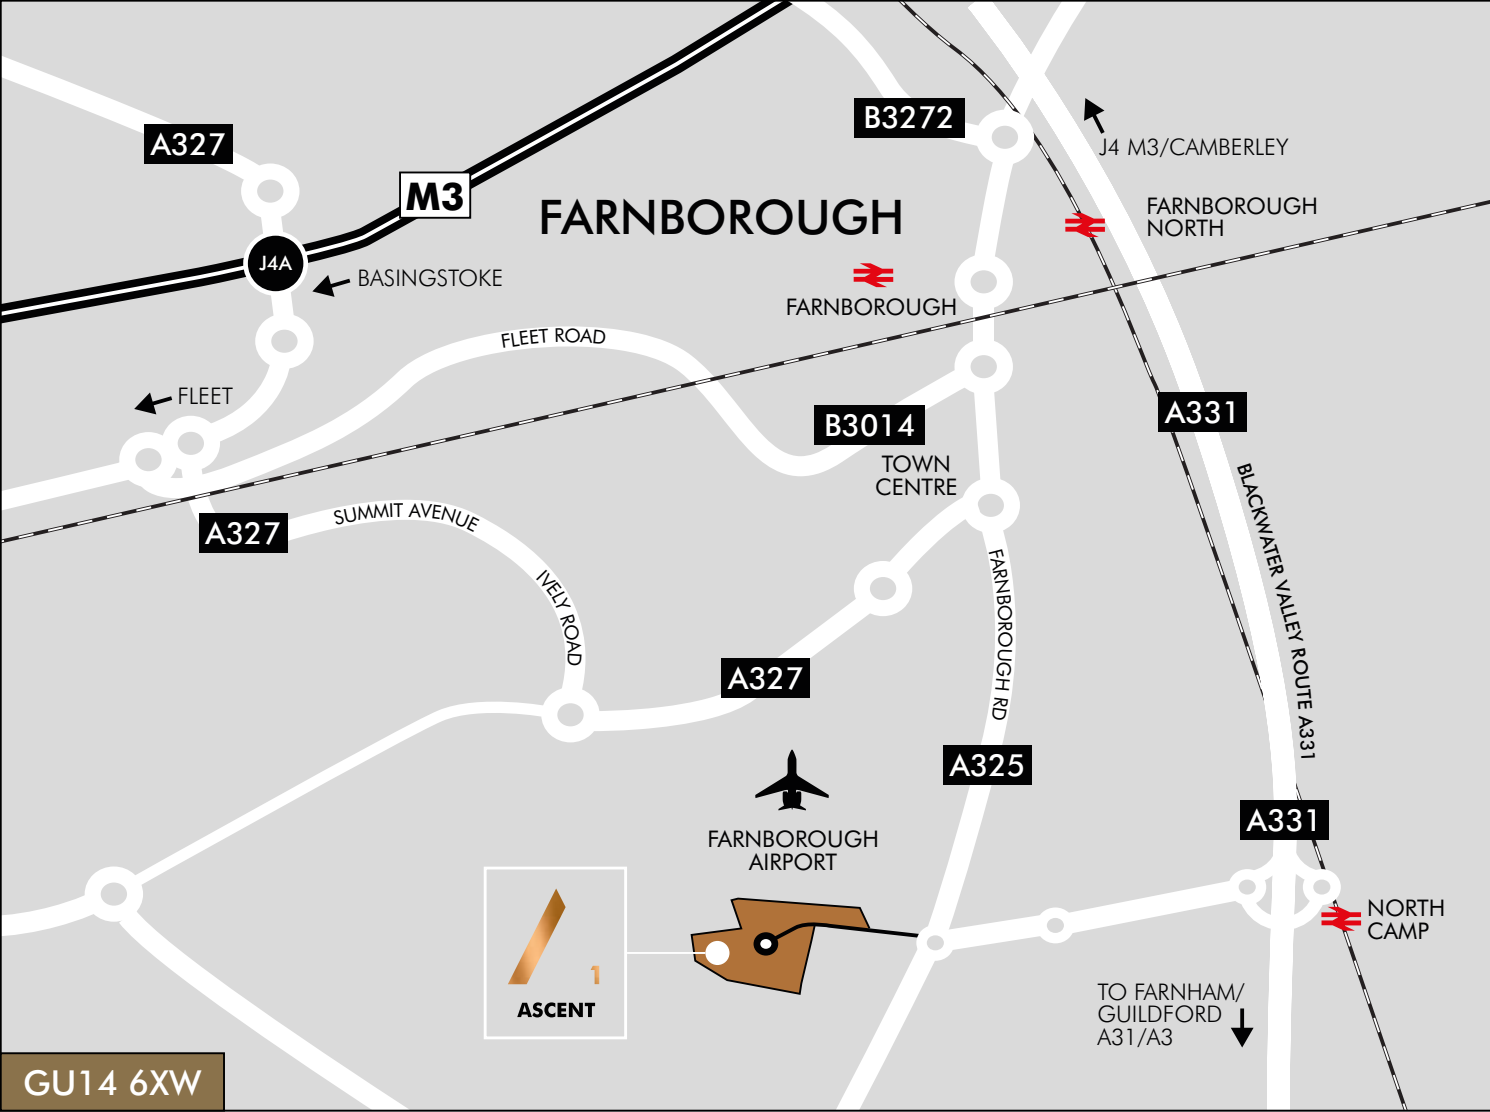 B3272
A327
J4 M3/CAMBERLEY
M3
FARNBOROUGH
FARNBOROUGH
NORTH
J4A
BASINGSTOKE
FARNBOROUGH
FLEET ROAD
FLEET
A331
B3014
TOWN
CENTRE
SUMMIT AVENUE
A327
BLACKWATER VALLEY ROUTE A331
IVELY ROAD
FARNBOROUGH RD
A327
A325
A331
FARNBOROUGH
AIRPORT
NORTH
CAMP
1
ASCENT
TO FARNHAM/
GUILDFORD
A31/A3
GU14 6XW